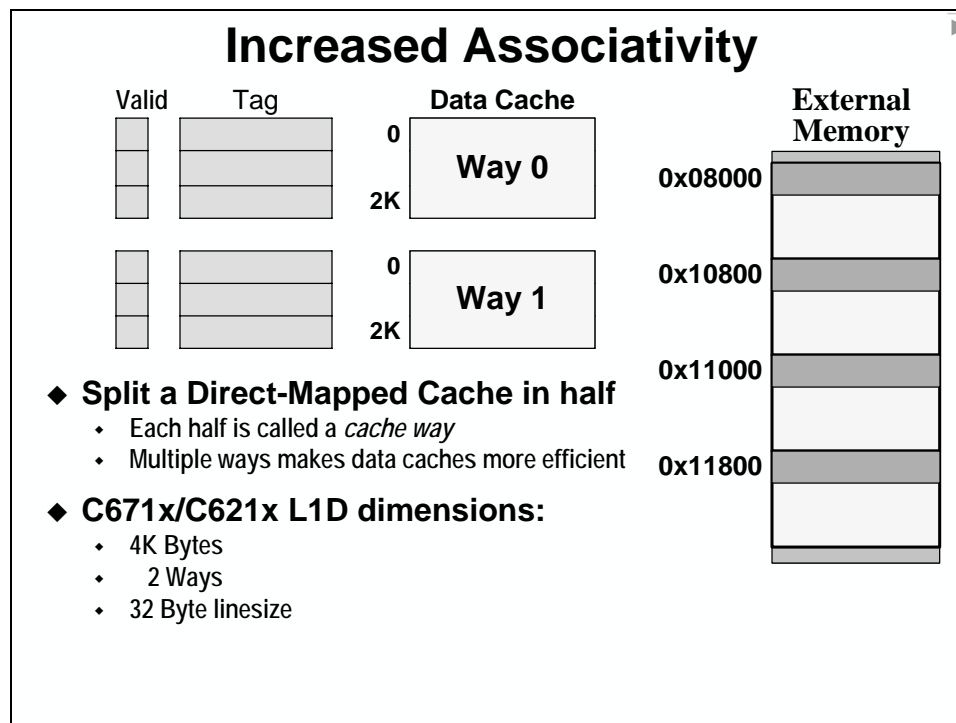 Increased Associativity
Valid Tag Data Cache
0
Way 0
2K
0
Way 1
2K
External
Memory
0x08000
0x10800
0x11000
0x11800
◆ Split a Direct-Mapped Cache in half
◆ Each half is called a cache way
◆ Multiple ways makes data caches more efficient
◆ C671x/C621x L1D dimensions:
◆ 4K Bytes
◆ 2 Ways
◆ 32 Byte linesize